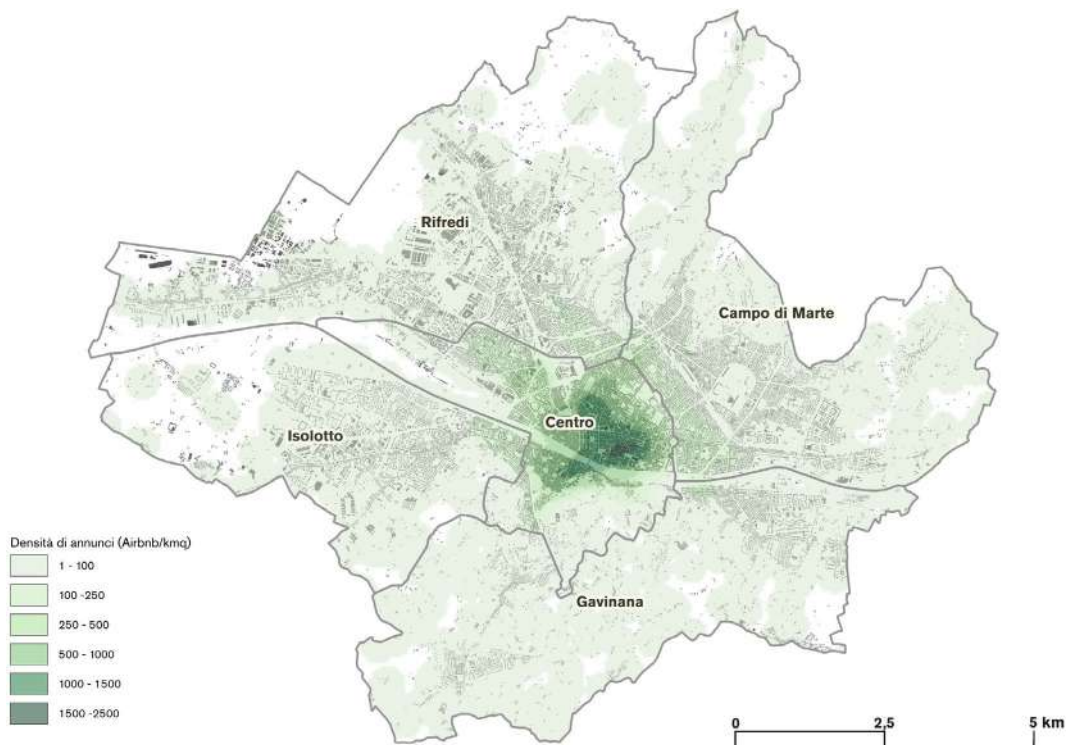 Rifredi
Campo di Marte
Centro
Isolotto
Gavinana
Densità di annunci (Airbnb/kmq)
1 - 100
100 -250
250 - 500
500 - 1000
1000 - 1500
1500 -2500
0 2,5 5 km